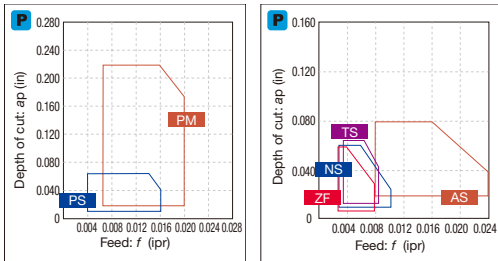 P
0.280
0.240
0.200
0.160
0.120
0.080
0.040
0
Depth of cut: ap (in)
PM
PS
0.004 0.008 0.012 0.016 0.020 0.024 0.028
Feed: f (ipr)
P
0.160
0.120
0.080
0.040
0
Depth of cut: ap (in)
TS
NS
ZF
AS
0.004 0.008 0.012 0.016 0.020 0.024
Feed: f (ipr)